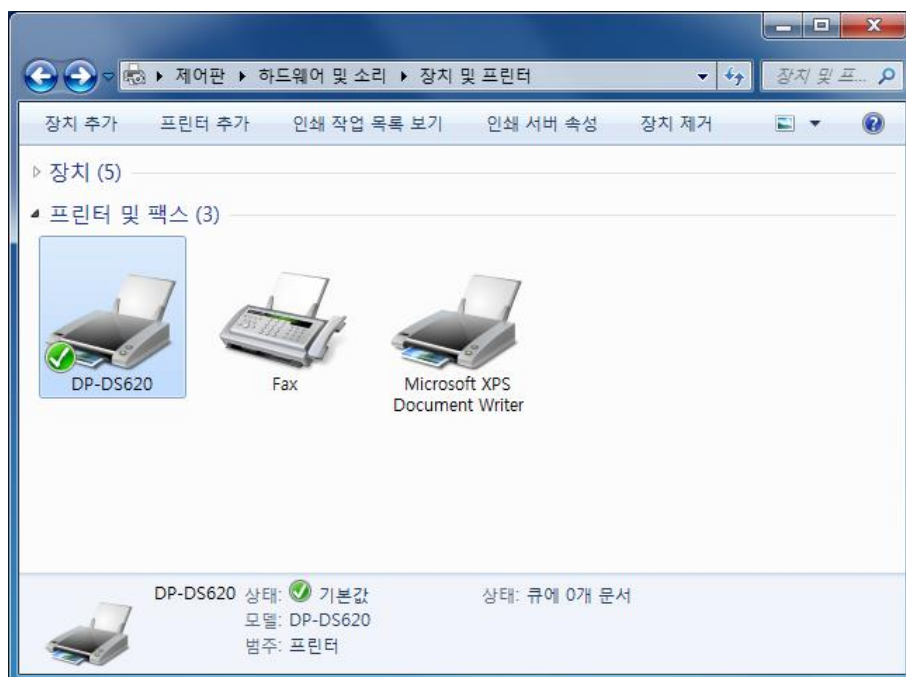 제어판 ▸ 하드웨어 및 소리 ▸ 장치 및 프린터
장치 및 프...
장치 추가 프린터 추가 인쇄 작업 목록 보기 인쇄 서버 속성 장치 제거
장치 (5)
프린터 및 팩스 (3)
DP-DS620
Fax
Microsoft XPS
Document Writer
DP-DS620 상태: 기본값 상태: 큐에 0개 문서
모델: DP-DS620
범주: 프린터